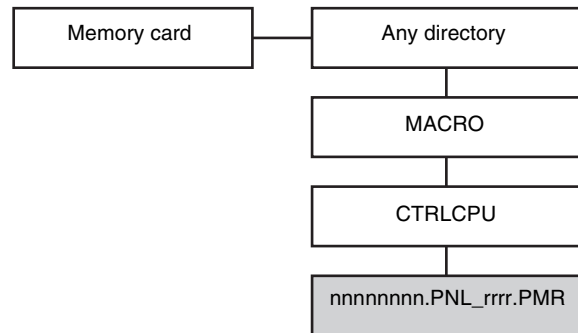 Memory card
Any directory
MACRO
CTRLCPU
nnnnnnnn.PNL_rrrr.PMR